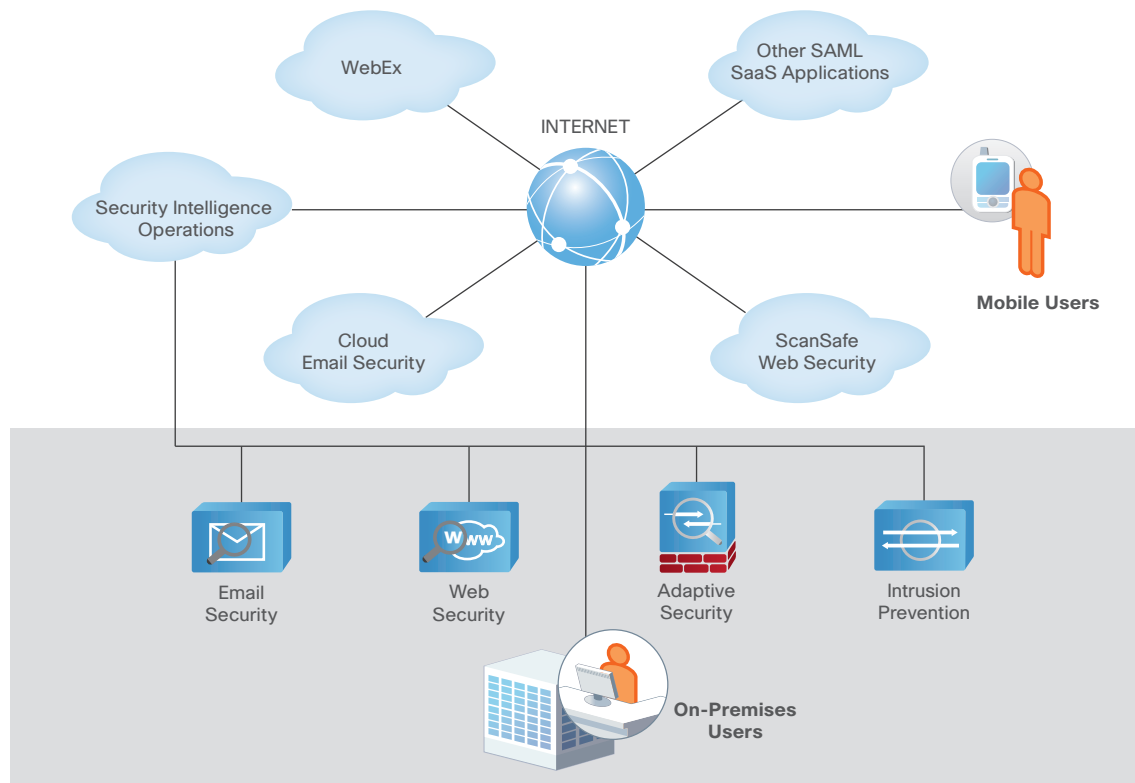 WebEx
Other SAML
SaaS Applications
INTERNET
Security Intelligence
Operations
Mobile Users
Cloud
Email Security
ScanSafe
Web Security
www
Email
Security
Web
Security
Adaptive
Security
Intrusion
Prevention
On-Premises
Users